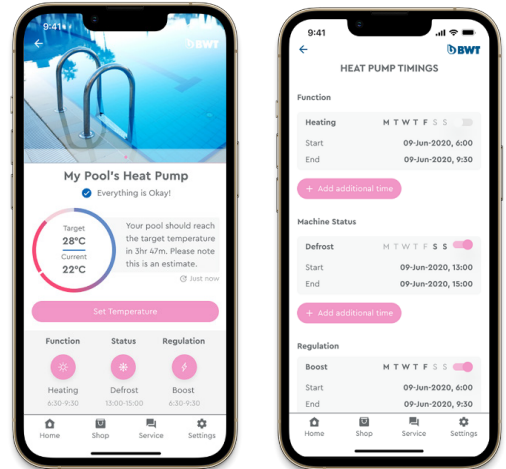 9:41
BWT
My Pool's Heat Pump
Everything is Okay!
Target
28°C
Current
22°C
Your pool should reach
the target temperature
in 3hr 47m. Please note
this is an estimate.
Just now
Set Temperature
Function Status Regulation
Heating Defrost Boost
6:30-9:30 13:00-15:00 6:30-9:30
Home Shop Service Settings
9:41
BWT
HEAT PUMP TIMINGS
Function
Heating M T W T F S S
Start 09-Jun-2020, 6:00
End 09-Jun-2020, 9:30
+ Add additional time
Machine Status
Defrost M T W T F S S
Start 09-Jun-2020, 13:00
End 09-Jun-2020, 15:00
+ Add additional time
Regulation
Boost M T W T F S S
Start 09-Jun-2020, 6:00
End 09-Jun-2020, 9:30
Home Shop Service Settings